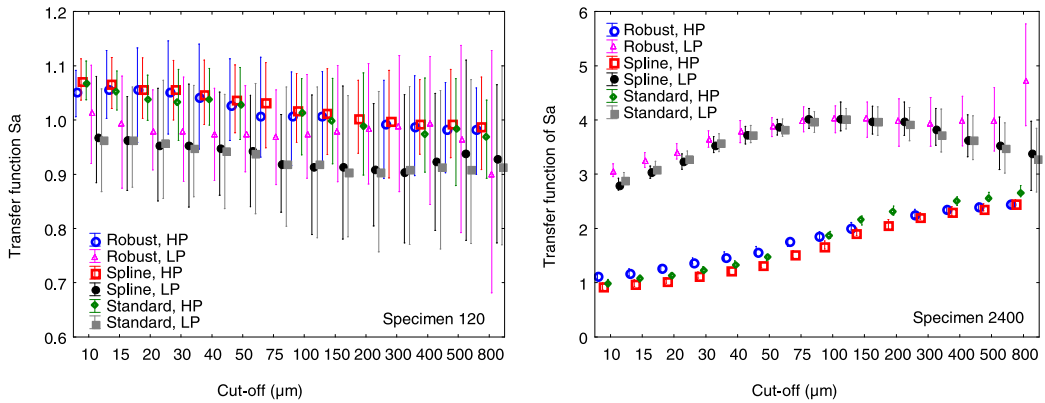 Transfer function Sa
1.2
1.1
1.0
0.9
0.8
0.7
0.6
Robust, HP
Robust, LP
Spline, HP
Spline, LP
Standard, HP
Standard, LP
Specimen 120
10 15 20 30 40 50 75 100 150 200 300 400 500 800
Cut-off (µm)
Transfer function of Sa
6
5
4
3
2
1
0
Robust, HP
Robust, LP
Spline, HP
Spline, LP
Standard, HP
Standard, LP
Specimen 2400
10 15 20 30 40 50 75 100 150 200 300 400 500 800
Cut-off (µm)